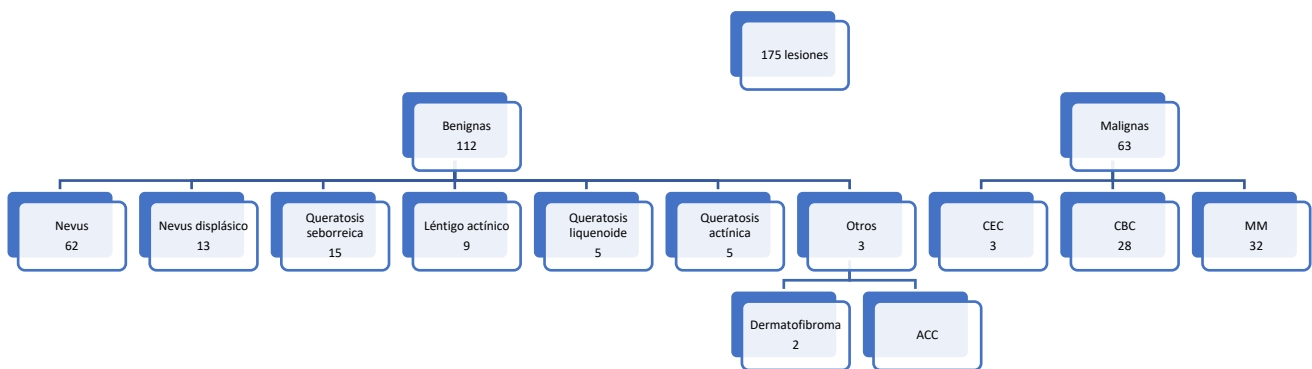 175 lesiones
Benignas
112
Malignas
63
Nevus
62
Nevus displásico
13
Queratosis
seborreica
15
Léntigo actínico
9
Queratosis
liquenoide
5
Queratosis
actínica
5
Otros
3
CEC
3
CBC
28
MM
32
Dermatofibroma
2
ACC